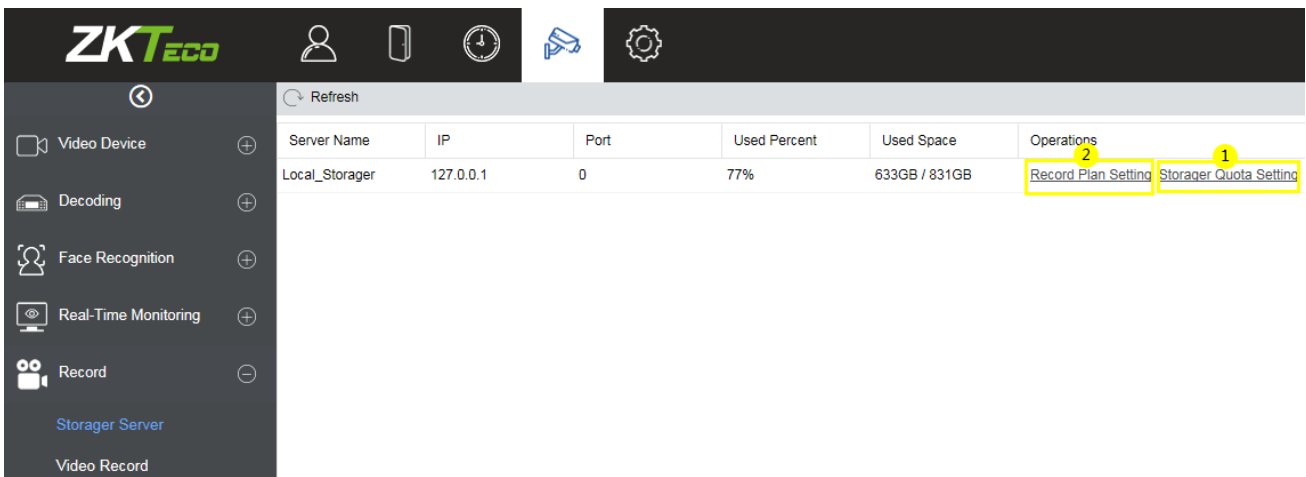 ZKTECO
Refresh
Video Device
Decoding
Face Recognition
Real-Time Monitoring
Record
Storager Server
Video Record
Server Name IP Port Used Percent Used Space Operations
2 1
Local_Storager 127.0.0.1 0 77% 633GB / 831GB Record Plan Setting Storager Quota Setting